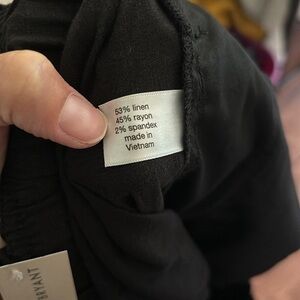 53% linen
45% rayon
2% spandex
made in
Vietnam
BRYANT